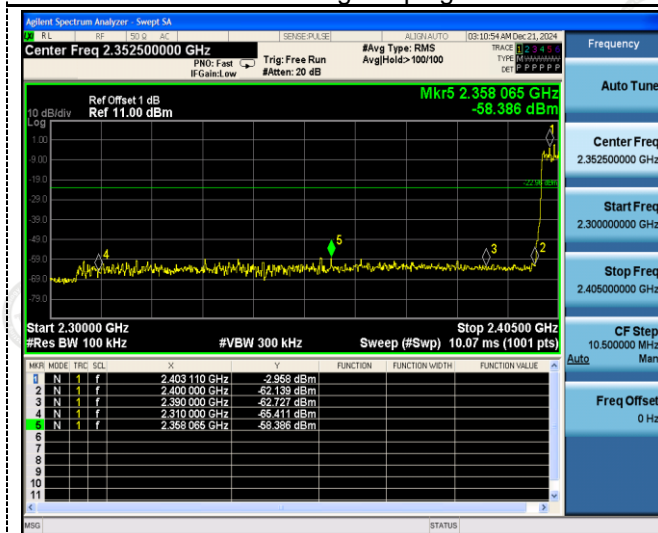 Agilent Spectrum Analyzer - Swept SA
RL RF 50 Ω AC SENSE:PULSE ALIGN AUTO 03:10:54 AM Dec 21, 2024
Center Freq 2.352500000 GHz
PNO: Fast
IFGain:Low
Trig: Free Run
#Atten: 20 dB
#Avg Type: RMS
Avg|Hold:>100/100
TRACE 1 2 3 4 5 6
TYPE M
DET P P P P P P
Frequency
Mkr5 2.358 065 GHz
-58.386 dBm
Ref Offset 1 dB
Ref 11.00 dBm
10 dB/div
Log
1.00
-9.00
-19.0
-29.0
-39.0
-49.0
-59.0
-69.0
-79.0
-22.96 dBm
1
2
3
4
5
Start 2.30000 GHz Stop 2.40500 GHz
#Res BW 100 kHz #VBW 300 kHz Sweep (#Swp) 10.07 ms (1001 pts)
MKR MODE TRC SCL X Y FUNCTION FUNCTION WIDTH FUNCTION VALUE
1 N 1 f 2.403 110 GHz -2.958 dBm
2 N 1 f 2.400 000 GHz -62.139 dBm
3 N 1 f 2.390 000 GHz -62.727 dBm
4 N 1 f 2.310 000 GHz -65.411 dBm
5 N 1 f 2.358 065 GHz -58.386 dBm
6
7
8
9
10
11
MSG STATUS
Auto Tune
Center Freq
2.352500000 GHz
Start Freq
2.300000000 GHz
Stop Freq
2.405000000 GHz
CF Step
10.500000 MHz
Auto Man
Freq Offset
0 Hz